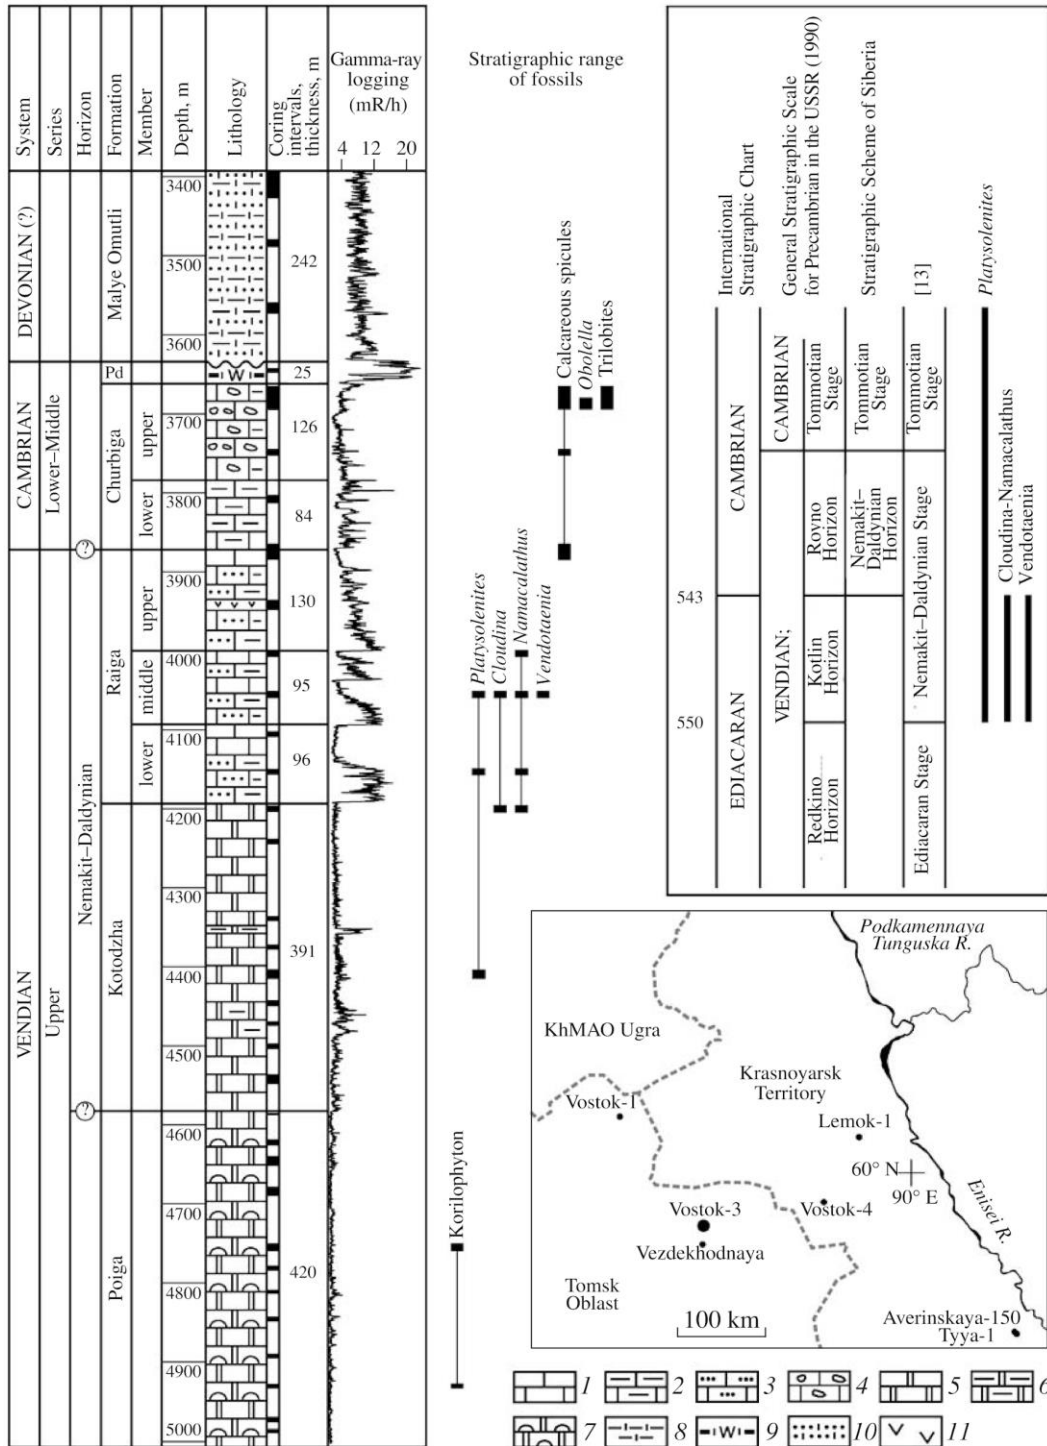 System
Series
Horizon
Formation
Member
Depth, m
Lithology
Coring
intervals,
thickness, m
Gamma-ray
logging
(mR/h)
4 12 20
Stratigraphic range
of fossils
DEVONIAN (?)
CAMBRIAN
VENDIAN
Lower–Middle
Upper
Nemakit–Daldynian
?
?
Malye Omutli
Pd
Churbiga
Raiga
Kotodzha
Poiga
upper
lower
upper
middle
lower
3400
3500
3600
3700
3800
3900
4000
4100
4200
4300
4400
4500
4600
4700
4800
4900
5000
W
242
25
126
84
130
95
96
391
420
Calcareous spicules
Obolella
Trilobites
Platysolenites
Cloudina
Namacalathus
Vendotaenia
Korilophyton
International
Stratigraphic Chart
General Stratigraphic Scale
for Precambrian in the USSR (1990)
Stratigraphic Scheme of Siberia
[13]
Platysolenites
Cloudina-Namacalathus
Vendotaenia
543
550
CAMBRIAN
EDIACARAN
CAMBRIAN
VENDIAN;
Tommotian
Stage
Rovno
Horizon
Kotlin
Horizon
Redkino
Horizon
Tommotian
Stage
Nemakit–
Daldynian
Horizon
Tommotian
Stage
Nemakit–Daldynian Stage
Ediacaran Stage
Podkamennaya
Tunguska R.
KhMAO Ugra
Krasnoyarsk
Territory
Vostok-1
Lemok-1
60° N
90° E
Enisei R.
Vostok-3
Vostok-4
Vezdekhodnaya
Tomsk
Oblast
100 km
Averinskaya-150
Tyya-1
1 2 3 4 5 6
7 8 W 9 10 11